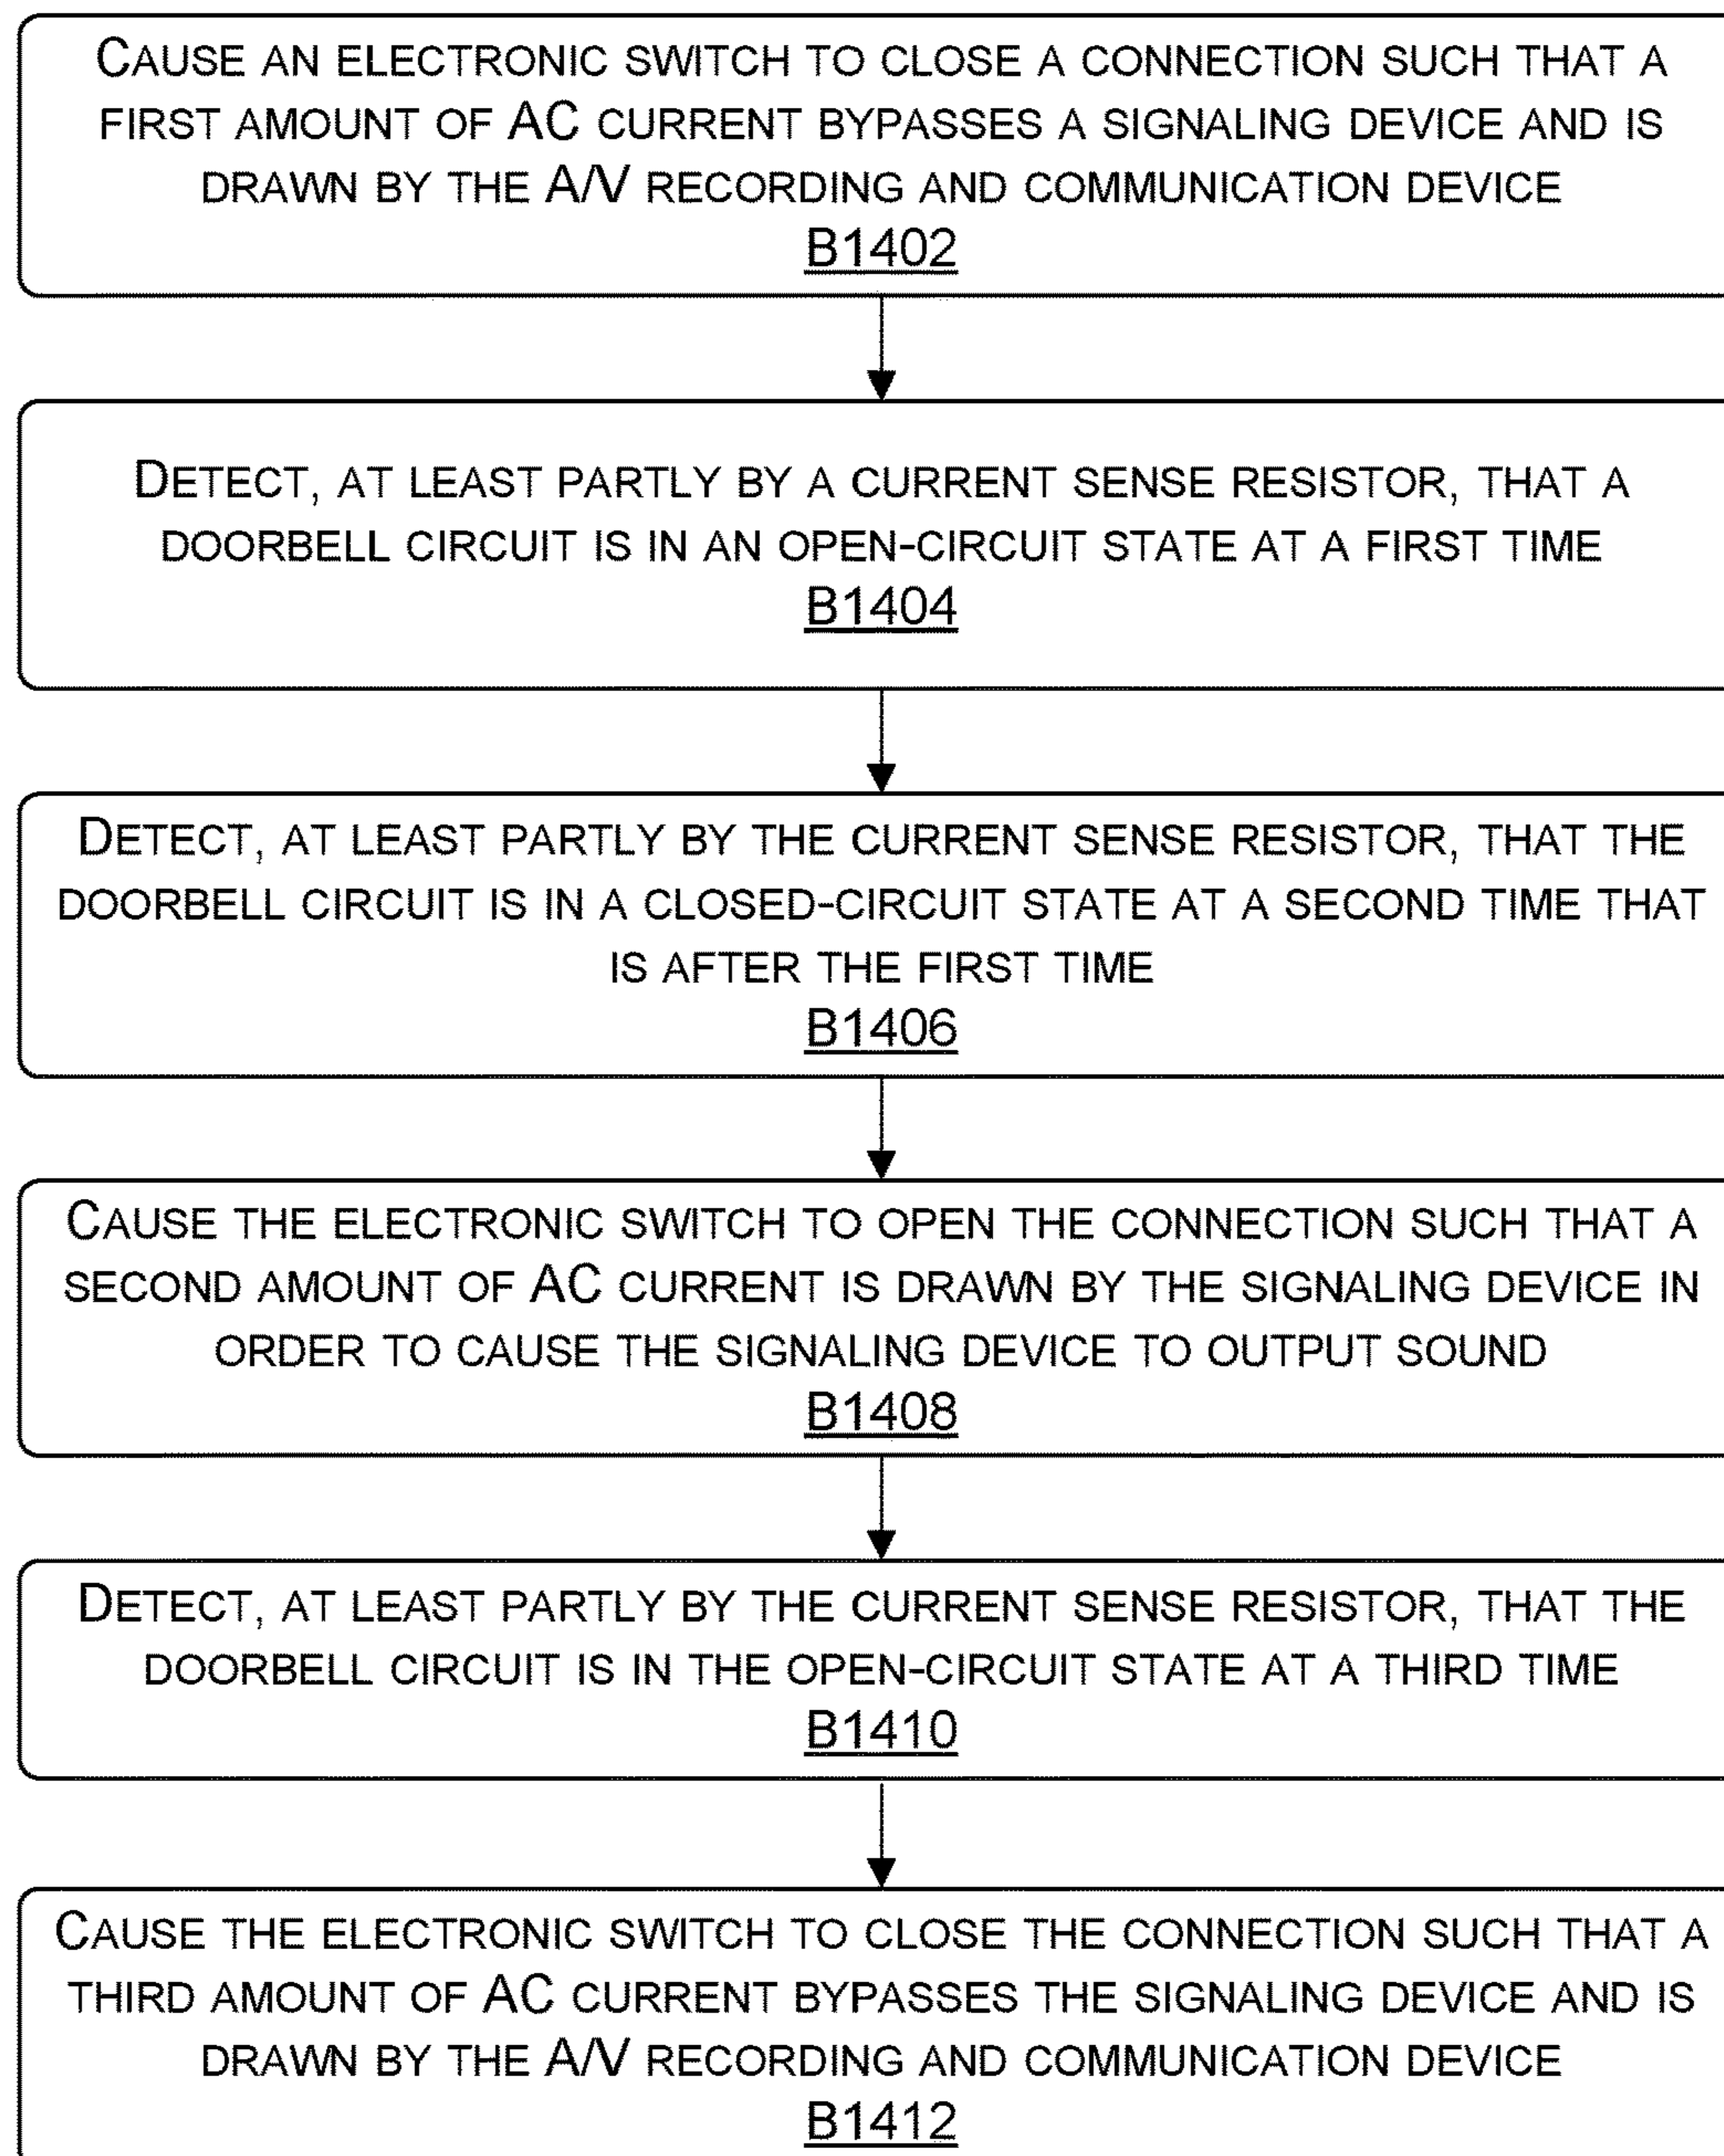 CAUSE AN ELECTRONIC SWITCH TO CLOSE A CONNECTION SUCH THAT A
FIRST AMOUNT OF AC CURRENT BYPASSES A SIGNALING DEVICE AND IS
DRAWN BY THE A/V RECORDING AND COMMUNICATION DEVICE
B1402
DETECT, AT LEAST PARTLY BY A CURRENT SENSE RESISTOR, THAT A
DOORBELL CIRCUIT IS IN AN OPEN-CIRCUIT STATE AT A FIRST TIME
B1404
DETECT, AT LEAST PARTLY BY THE CURRENT SENSE RESISTOR, THAT THE
DOORBELL CIRCUIT IS IN A CLOSED-CIRCUIT STATE AT A SECOND TIME THAT
IS AFTER THE FIRST TIME
B1406
CAUSE THE ELECTRONIC SWITCH TO OPEN THE CONNECTION SUCH THAT A
SECOND AMOUNT OF AC CURRENT IS DRAWN BY THE SIGNALING DEVICE IN
ORDER TO CAUSE THE SIGNALING DEVICE TO OUTPUT SOUND
B1408
DETECT, AT LEAST PARTLY BY THE CURRENT SENSE RESISTOR, THAT THE
DOORBELL CIRCUIT IS IN THE OPEN-CIRCUIT STATE AT A THIRD TIME
B1410
CAUSE THE ELECTRONIC SWITCH TO CLOSE THE CONNECTION SUCH THAT A
THIRD AMOUNT OF AC CURRENT BYPASSES THE SIGNALING DEVICE AND IS
DRAWN BY THE A/V RECORDING AND COMMUNICATION DEVICE
B1412